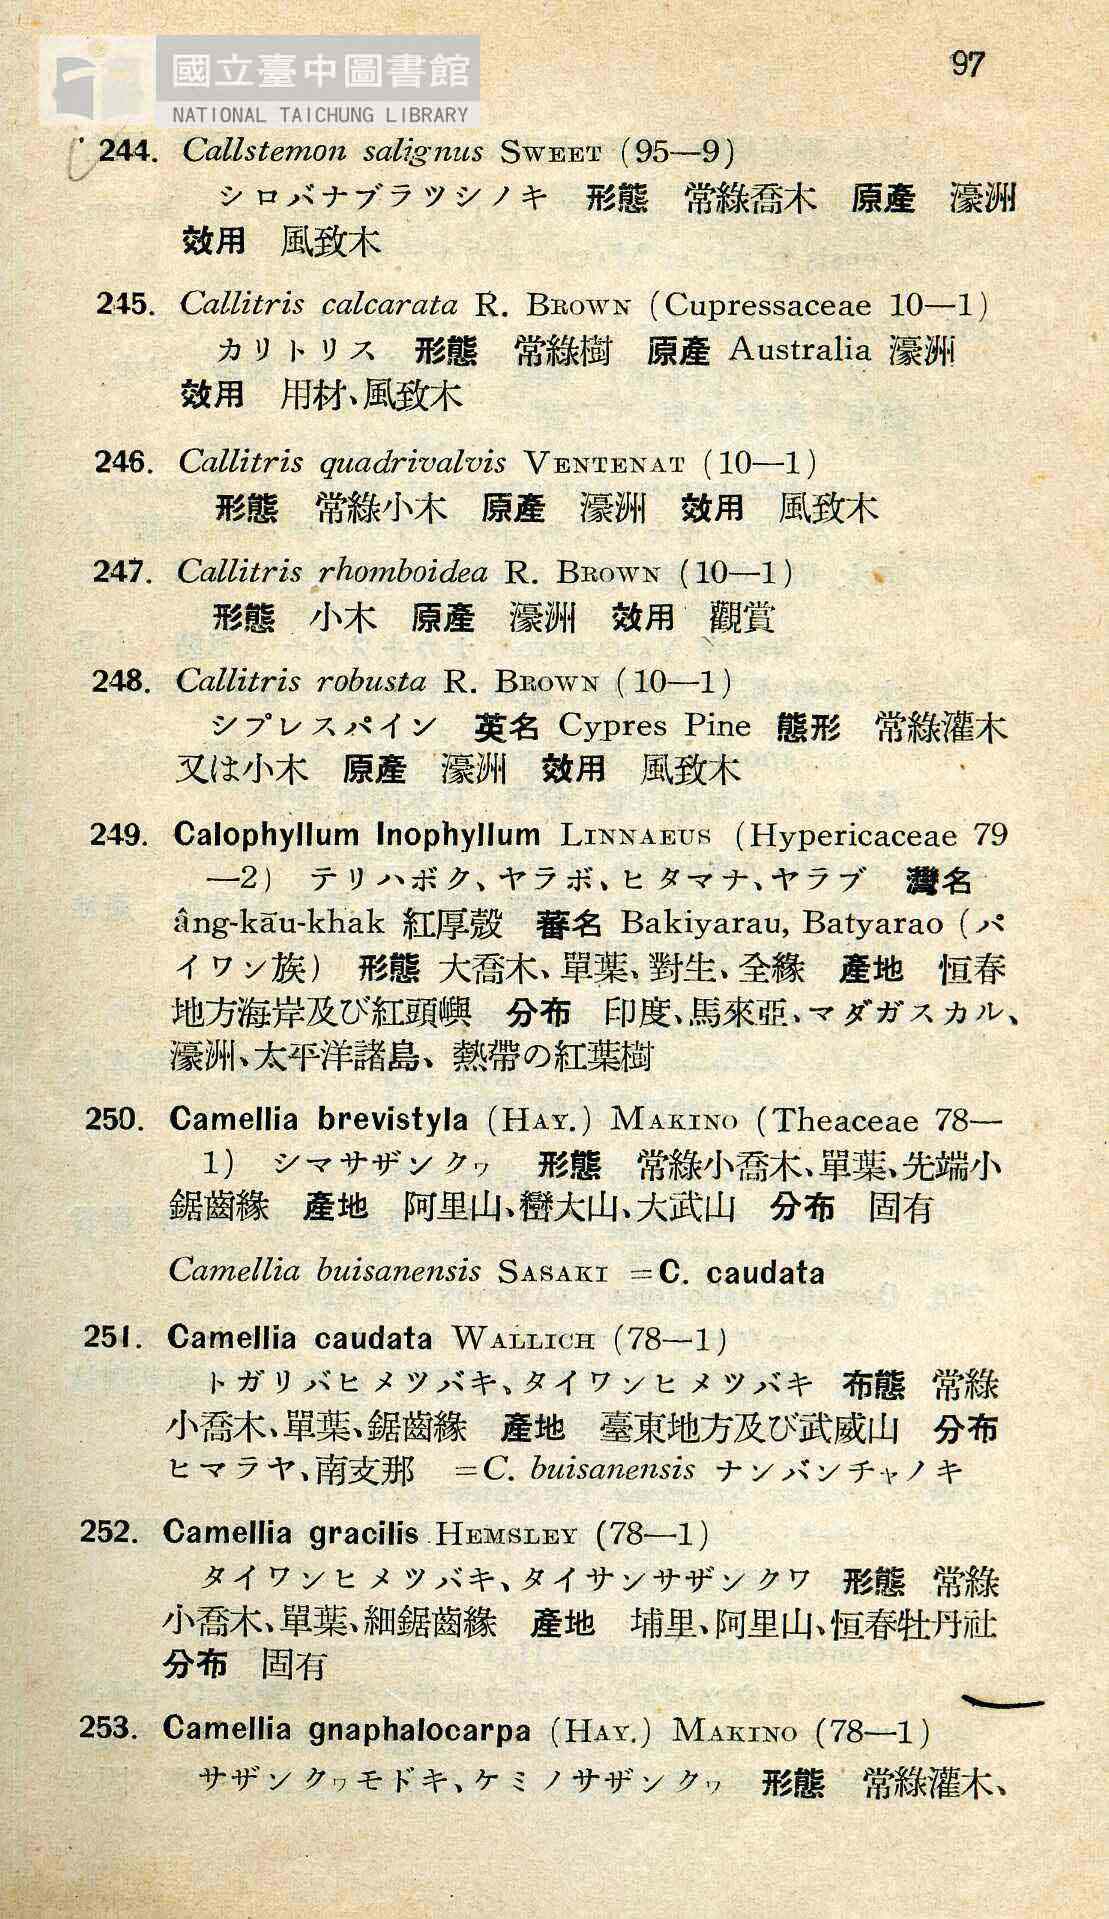 國立臺中圖書館
NATIONAL TAICHUNG LIBRARY
97
244. Callstemon salignus SWEET (95—9)
シロバナブラツシノキ 形態 常綠喬木 原產 濠洲
效用 風致木
245. Callitris calcarata R. BROWN (Cupressaceae 10—1)
カリトリス 形態 常綠樹 原產 Australia 濠洲
效用 用材、風致木
246. Callitris quadrivalvis VENTENAT (10—1)
形態 常綠小木 原產 濠洲 效用 風致木
247. Callitris rhomboidea R. BROWN (10—1)
形態 小木 原產 濠洲 效用 觀賞
248. Callitris robusta R. BROWN (10—1)
シプレスパイン 英名 Cypres Pine 態形 常綠灌木
又は小木 原產 濠洲 效用 風致木
249. Calophyllum Inophyllum LINNAEUS (Hypericaceae 79
—2) テリハボク、ヤラボ、ヒタマナ、ヤラブ 灣名
âng-kāu-khak 紅厚殼 蕃名 Bakiyarau, Batyarao (パ
イワン族) 形態 大喬木、單葉、對生、全緣 產地 恒春
地方海岸及び紅頭嶼 分布 印度、馬來亞、マダガスカル、
濠洲、太平洋諸島、熱帶の紅葉樹
250. Camellia brevistyla (HAY.) MAKINO (Theaceae 78—
1) シマサザンクヮ 形態 常綠小喬木、單葉、先端小
鋸齒緣 產地 阿里山、巒大山、大武山 分布 固有
Camellia buisanensis SASAKI =C. caudata
251. Camellia caudata WALLICH (78—1)
トガリバヒメツバキ、タイワンヒメツバキ 布態 常綠
小喬木、單葉、鋸齒緣 產地 臺東地方及び武威山 分布
ヒマラヤ、南支那 =C. buisanensis ナンバンチャノキ
252. Camellia gracilis HEMSLEY (78—1)
タイワンヒメツバキ、タイサンサザンクワ 形態 常綠
小喬木、單葉、細鋸齒緣 產地 埔里、阿里山、恒春牡丹社
分布 固有
253. Camellia gnaphalocarpa (HAY.) MAKINO (78—1)
サザンクヮモドキ、ケミノサザンクヮ 形態 常綠灌木、